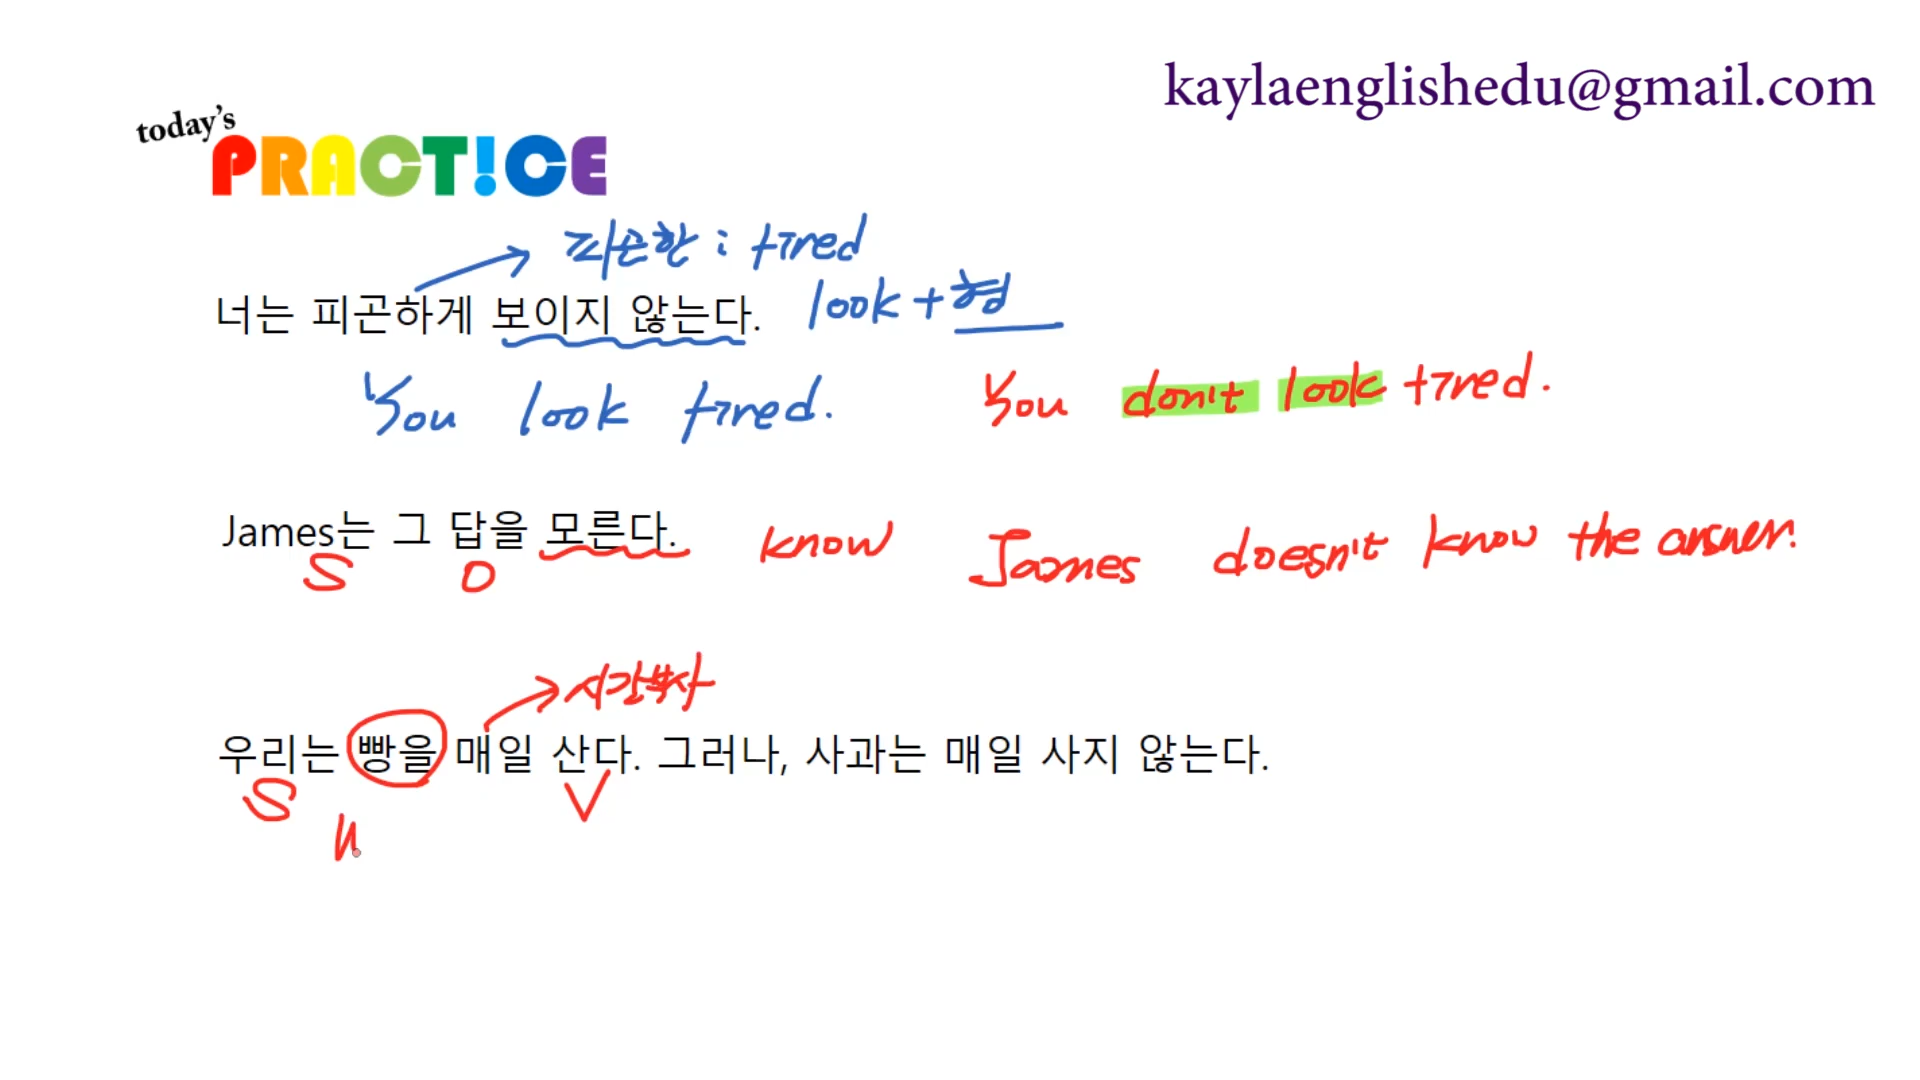 kaylaenglishedu@gmail.com
today's
PRACT!CE
피곤한 : tired
너는 피곤하게 보이지 않는다. look + 형
You look tired. You don't look tired.
James는 그 답을 모른다. know James doesn't know the answer.
S O
시간부사
우리는 빵을 매일 산다. 그러나, 사과는 매일 사지 않는다.
S V